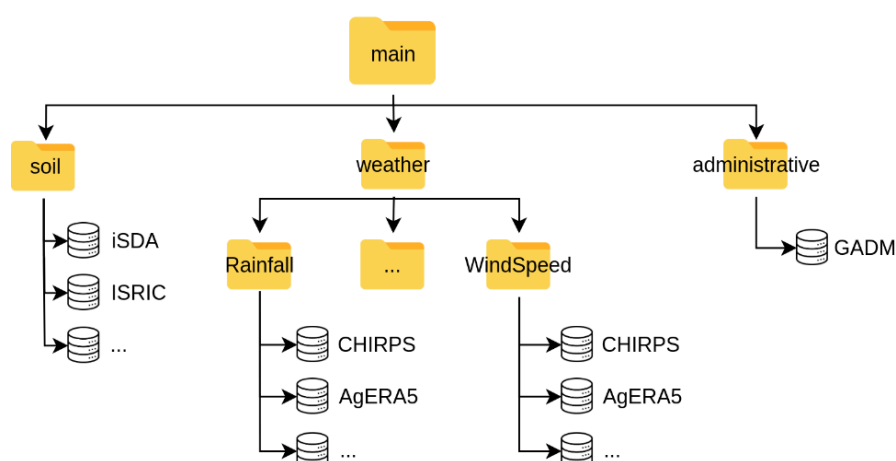 main
soil
weather
administrative
iSDA
ISRIC
...
Rainfall
...
WindSpeed
GADM
CHIRPS
AgERA5
...
CHIRPS
AgERA5
...